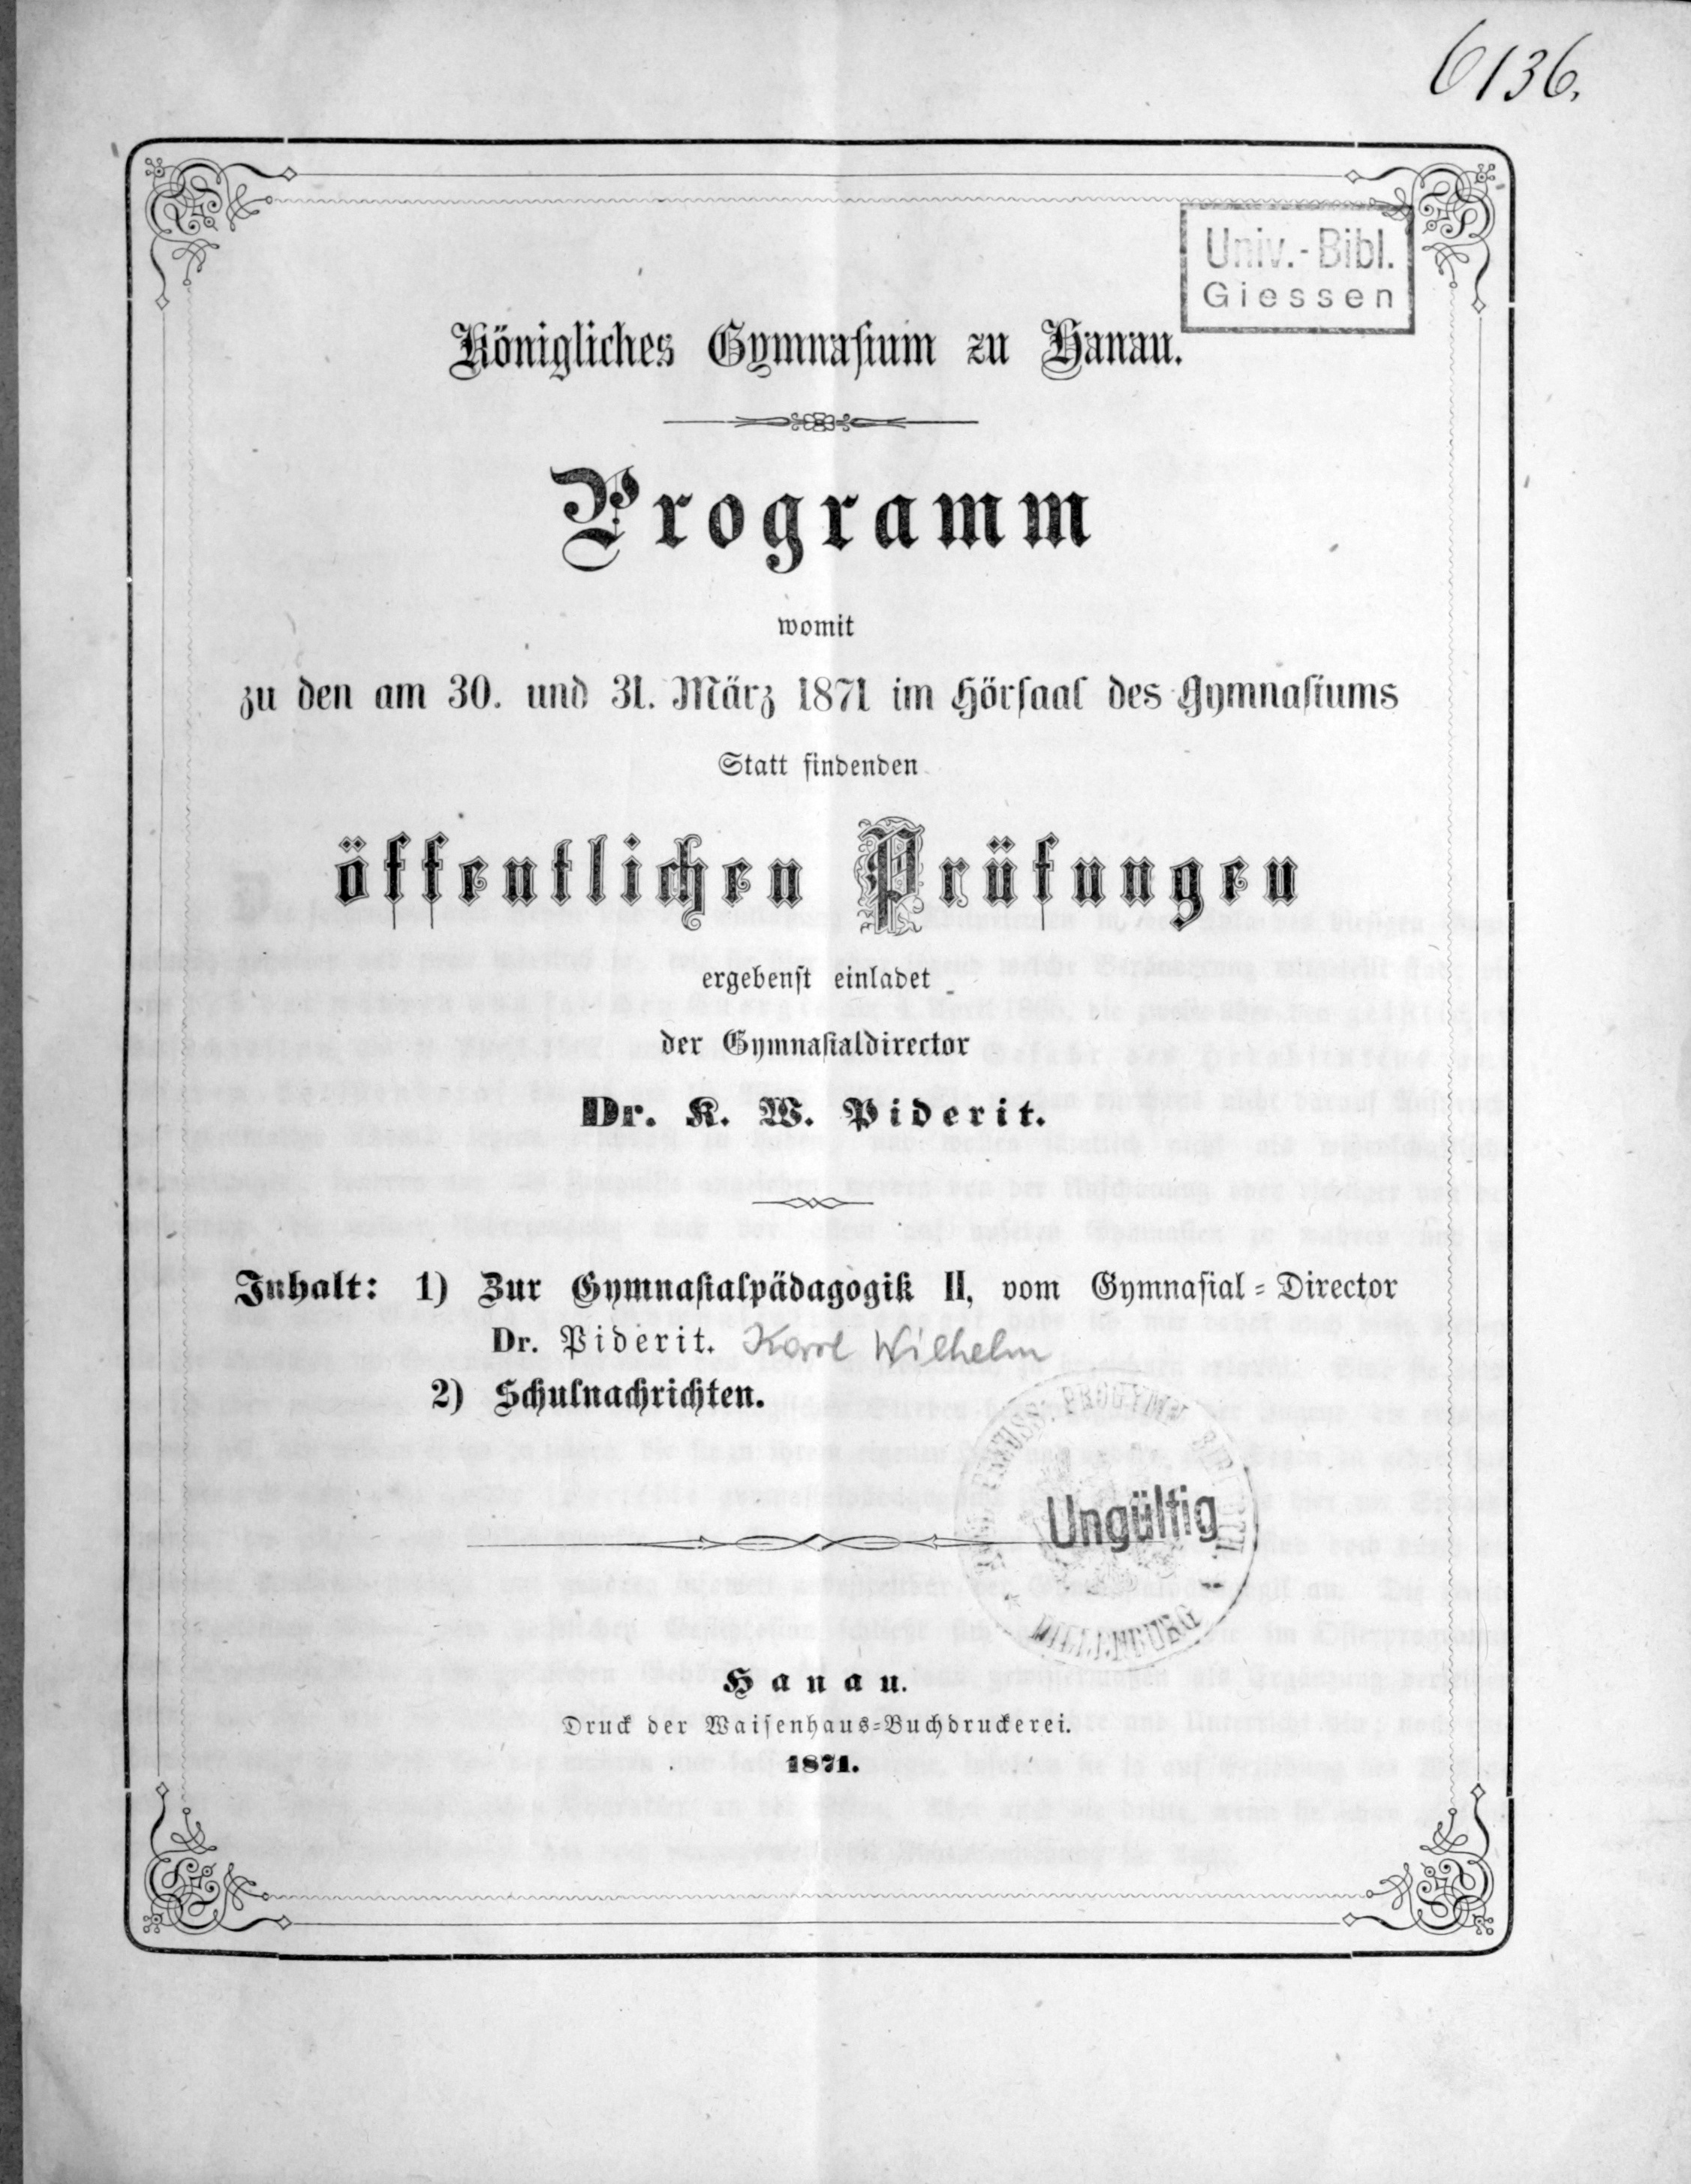 6136.
Univ.-Bibl.
Giessen
Königliches Gymnasium zu Hanau.
Programm
womit
zu den am 30. und 31. März 1871 im Hörsaal des Gymnasiums
Statt findenden
öffentlichen Prüfungen
ergebenst einladet
der Gymnasialdirector
Dr. K. W. Piderit.
Inhalt: 1) Zur Gymnasialpädagogik II, vom Gymnasial-Director
Dr. Piderit. Karl Wilhelm
2) Schulnachrichten.
Ungültig
Hanau.
Druck der Waisenhaus-Buchdruckerei.
1871.